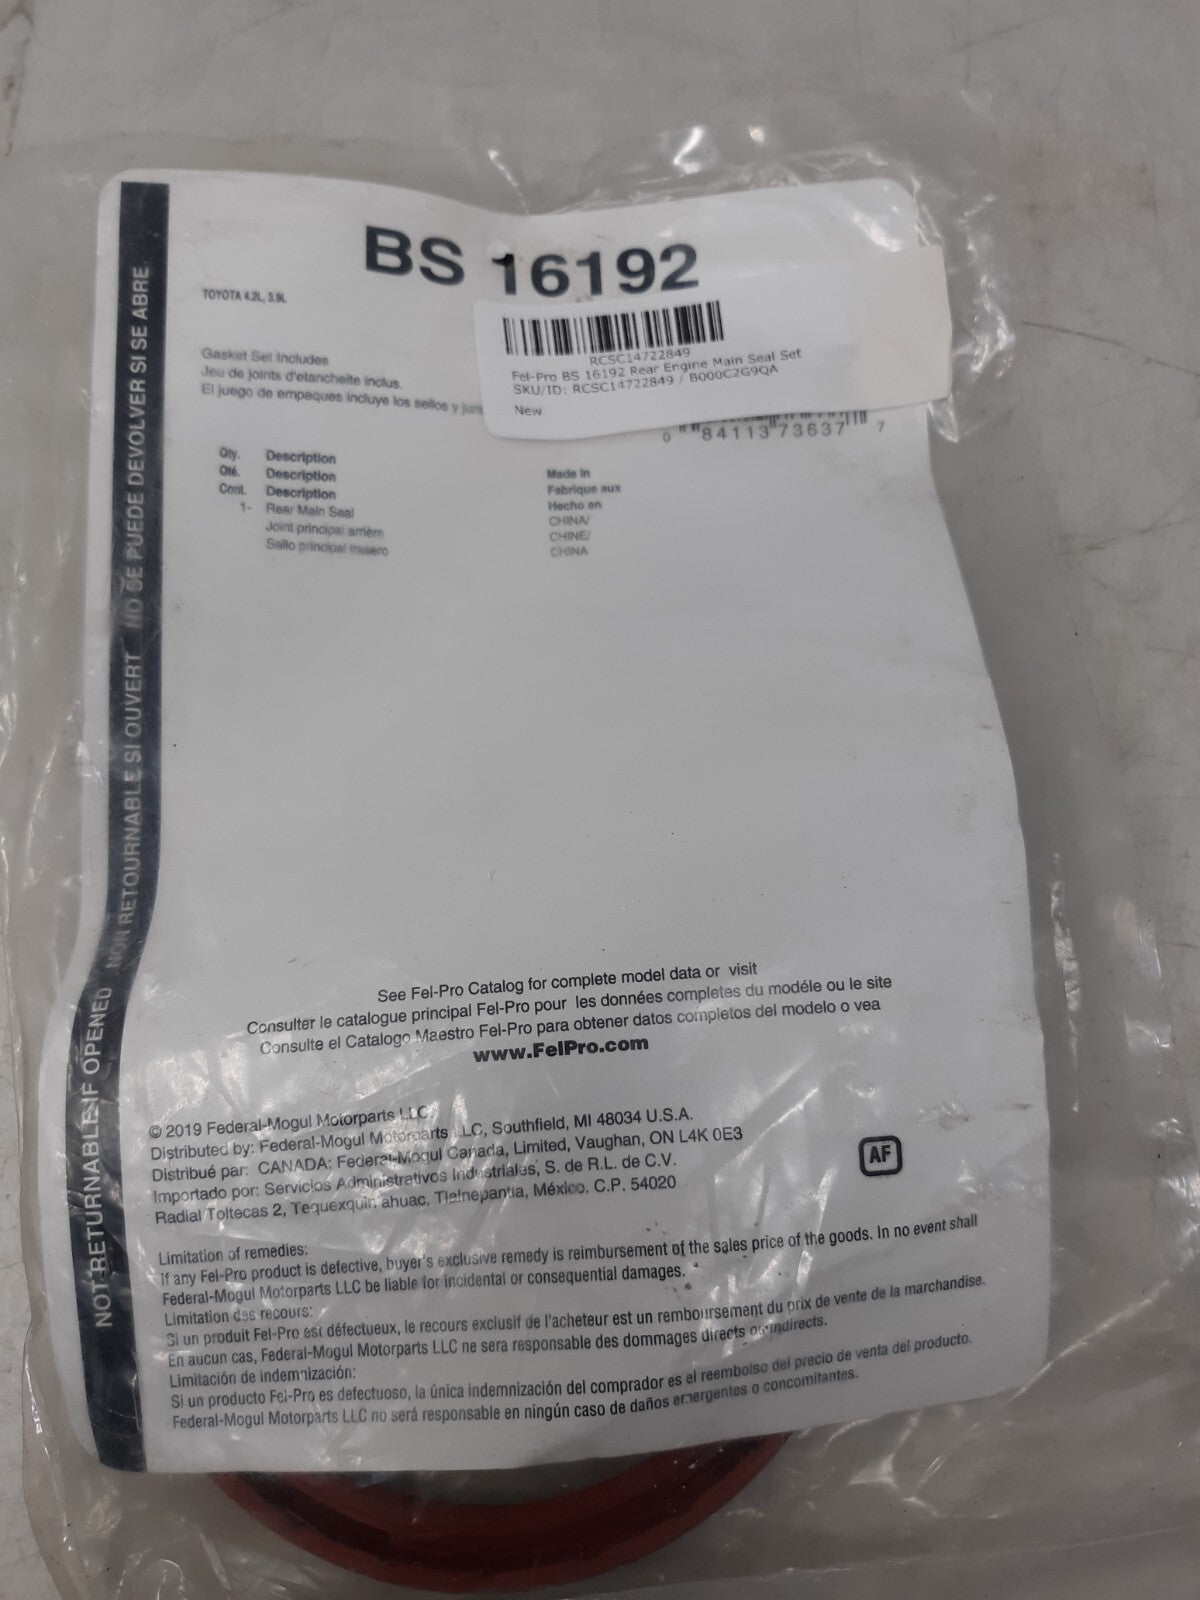 BS 16192
TOYOTA 4.2L, 3.9L
RCSC14722849
Fel-Pro BS 16192 Rear Engine Main Seal Set
SKU/ID: RCSC14722849 / B000C2G9QA
New
0 84113 73637 7
Gasket Set Includes
Jeu de joints d'etancheite inclus.
El juego de empaques incluye los sellos y
Qty. Description
Qté. Description
Cont. Description
1- Rear Main Seal
Joint principal arrière
Sello principal trasero
Made In
Fabrique aux
Hecho en
CHINA/
CHINE/
CHINA
NOT RETURNABLE IF OPENED NON RETOURNABLE SI OUVERT NO SE PUEDE DEVOLVER SI SE ABRE
See Fel-Pro Catalog for complete model data or visit
Consulter le catalogue principal Fel-Pro pour les données completes du modéle ou le site
Consulte el Catalogo Maestro Fel-Pro para obtener datos completos del modelo o vea
www.FelPro.com
© 2019 Federal-Mogul Motorparts LLC.
Distributed by: Federal-Mogul Motorparts LLC, Southfield, MI 48034 U.S.A.
Distribué par: CANADA: Federal-Mogul Canada, Limited, Vaughan, ON L4K 0E3
Importado por: Servicios Administrativos Industriales, S. de R.L. de C.V.
Radial Toltecas 2, Tequexquinahuac, Tlalnepantla, México. C.P. 54020
AF
Limitation of remedies:
If any Fel-Pro product is defective, buyer's exclusive remedy is reimbursement of the sales price of the goods. In no event shall
Federal-Mogul Motorparts LLC be liable for incidental or consequential damages.
Limitation des recours:
Si un produit Fel-Pro est défectueux, le recours exclusif de l'acheteur est un remboursement du prix de vente de la marchandise.
En aucun cas, Federal-Mogul Motorparts LLC ne sera responsable des dommages directs or indirects.
Limitación de indemnización:
Si un producto Fel-Pro es defectuoso, la única indemnización del comprador es el reembolso del precio de venta del producto.
Federal-Mogul Motorparts LLC no será responsable en ningún caso de daños emergentes o concomitantes.